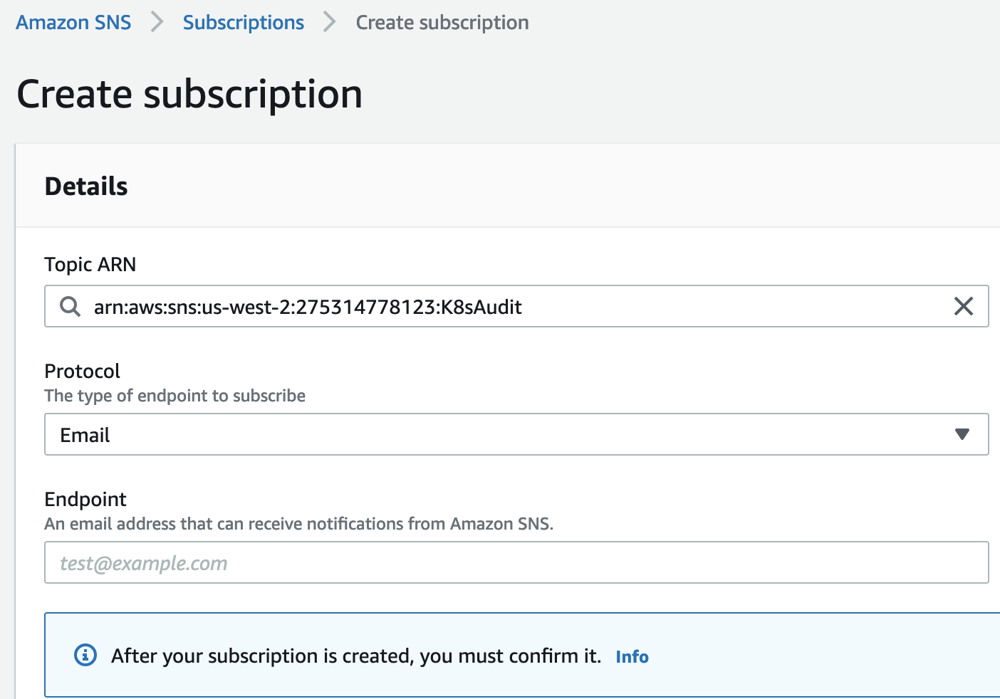 Amazon SNS > Subscriptions > Create subscription
Create subscription
Details
Topic ARN
arn:aws:sns:us-west-2:275314778123:K8sAudit
Protocol
The type of endpoint to subscribe
Email
Endpoint
An email address that can receive notifications from Amazon SNS.
test@example.com
After your subscription is created, you must confirm it. Info